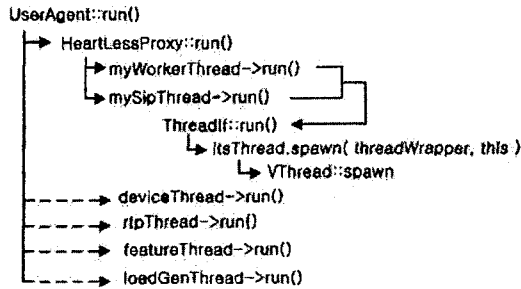 UserAgent::run()
HeartLessProxy::run()
myWorkerThread->run()
mySipThread->run()
ThreadIf::run()
itsThread.spawn( threadWrapper, this )
VThread::spawn
deviceThread->run()
rtpThread->run()
featureThread->run()
loadGenThread->run()